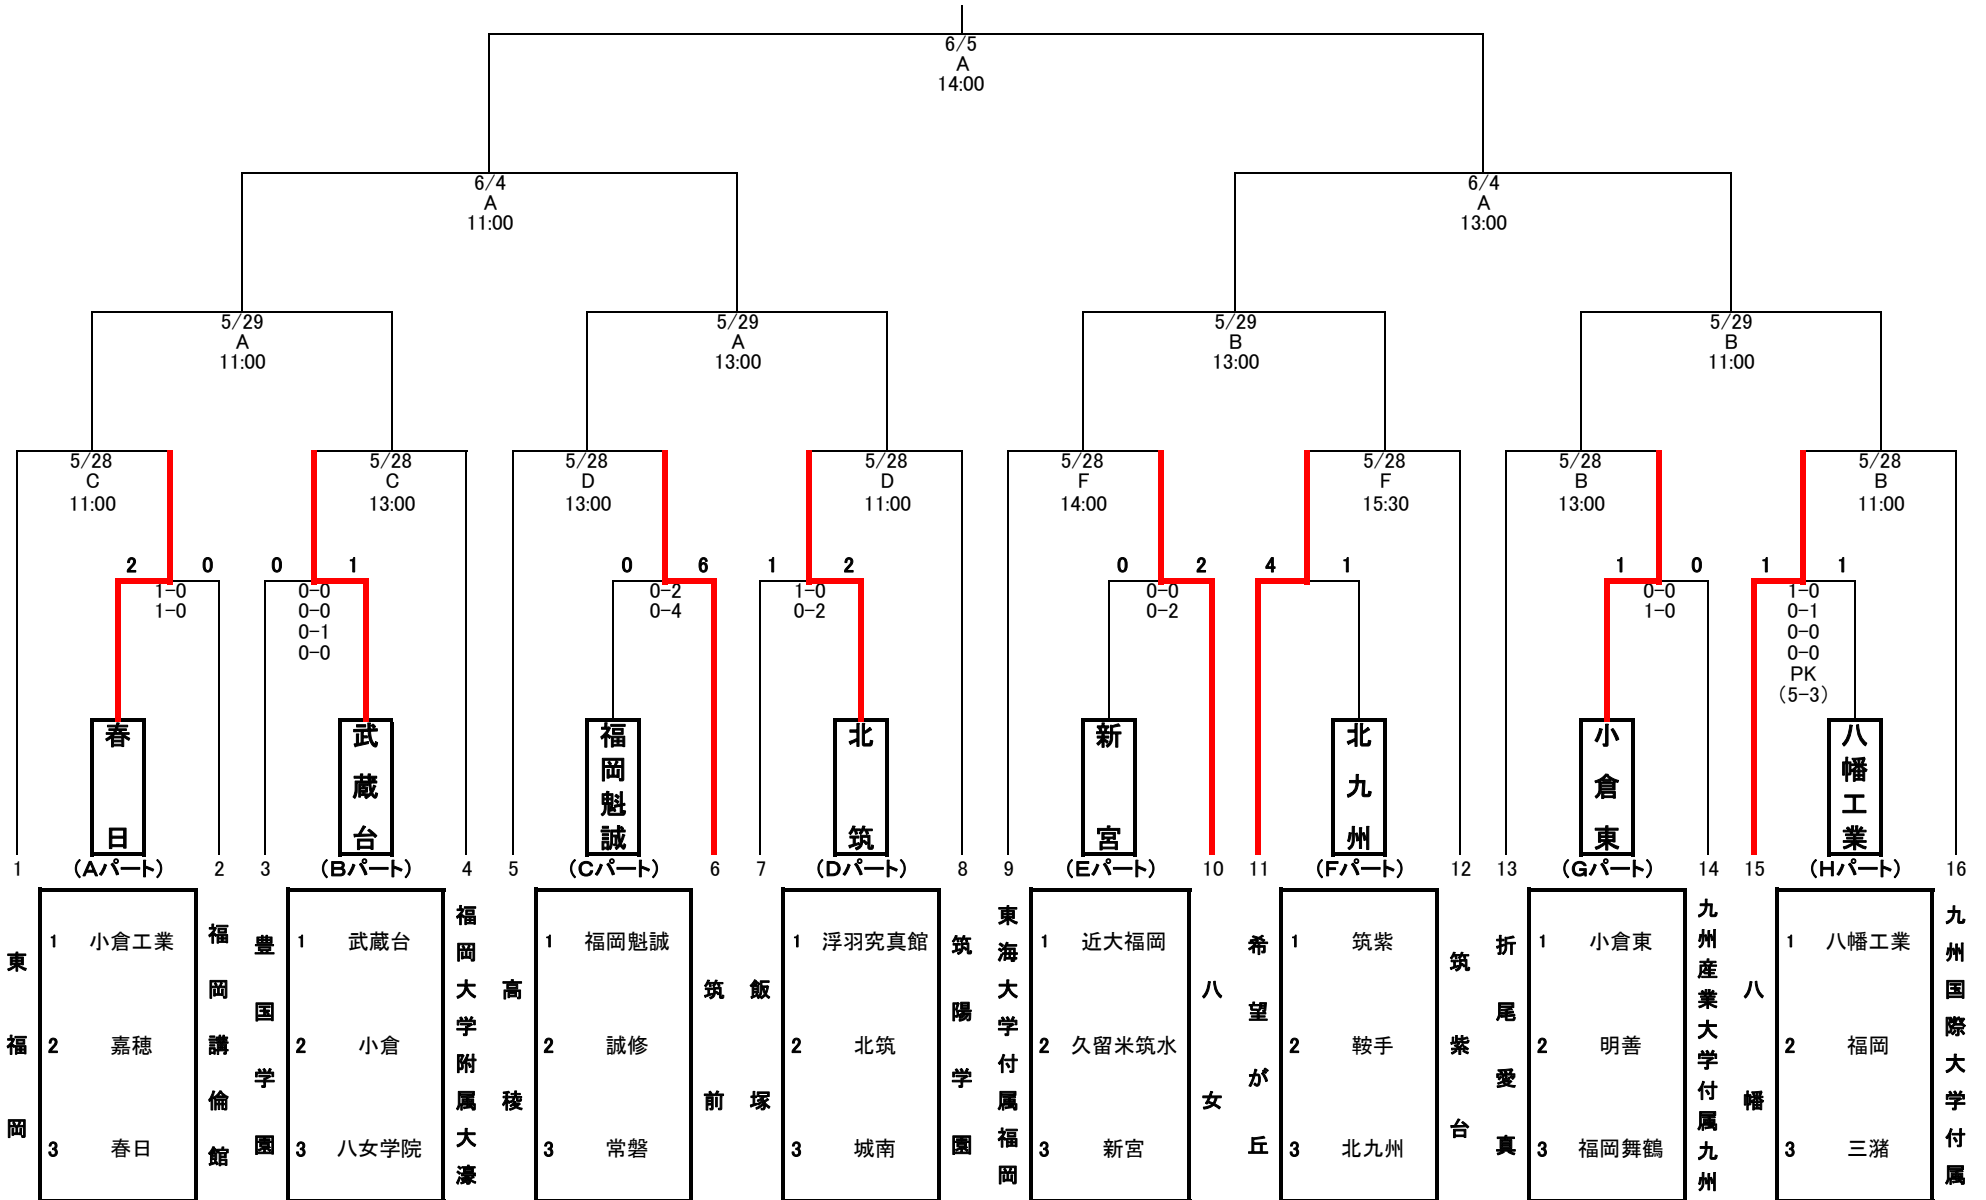 6/5
A
14:00
6/4
A
11:00
6/4
A
13:00
5/29
A
11:00
5/29
A
13:00
5/29
B
13:00
5/29
B
11:00
5/28
C
11:00
5/28
C
13:00
5/28
D
13:00
5/28
D
11:00
5/28
F
14:00
5/28
F
15:30
5/28
B
13:00
5/28
B
11:00
2 0
1-0
1-0
0 1
0-0
0-0
0-1
0-0
0 6
0-2
0-4
1 2
1-0
0-2
0 2
0-0
0-2
4 1
1 0
0-0
1-0
1 1
1-0
0-1
0-0
0-0
PK
(5-3)
春日
武蔵台
福岡魁誠
北筑
新宮
北九州
小倉東
八幡工業
1 (Aパート) 2 3 (Bパート) 4 5 (Cパート) 6 7 (Dパート) 8 9 (Eパート) 10 11 (Fパート) 12 13 (Gパート) 14 15 (Hパート) 16
東福岡
1 小倉工業
2 嘉穂
3 春日
福岡講倫館
豊国学園
1 武蔵台
2 小倉
3 八女学院
福岡大学附属大濠
高稜
1 福岡魁誠
2 誠修
3 常磐
筑前
飯塚
1 浮羽究真館
2 北筑
3 城南
筑陽学園
東海大学付属福岡
1 近大福岡
2 久留米筑水
3 新宮
八女
希望が丘
1 筑紫
2 鞍手
3 北九州
筑紫台
折尾愛真
1 小倉東
2 明善
3 福岡舞鶴
九州産業大学付属九州
八幡
1 八幡工業
2 福岡
3 三潴
九州国際大学付属